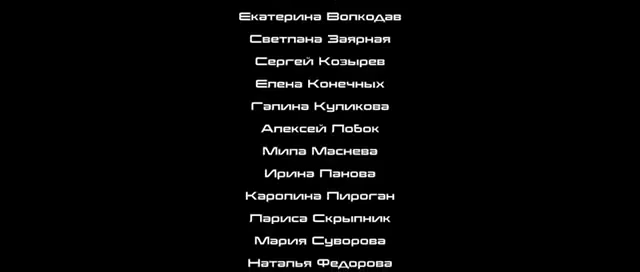 Екатерина Волкодав
Светлана Заярная
Сергей Козырев
Елена Конечных
Галина Куликова
Алексей Лобок
Мила Маснева
Ирина Панова
Каролина Пироган
Лариса Скрыпник
Мария Суворова
Наталья Федорова